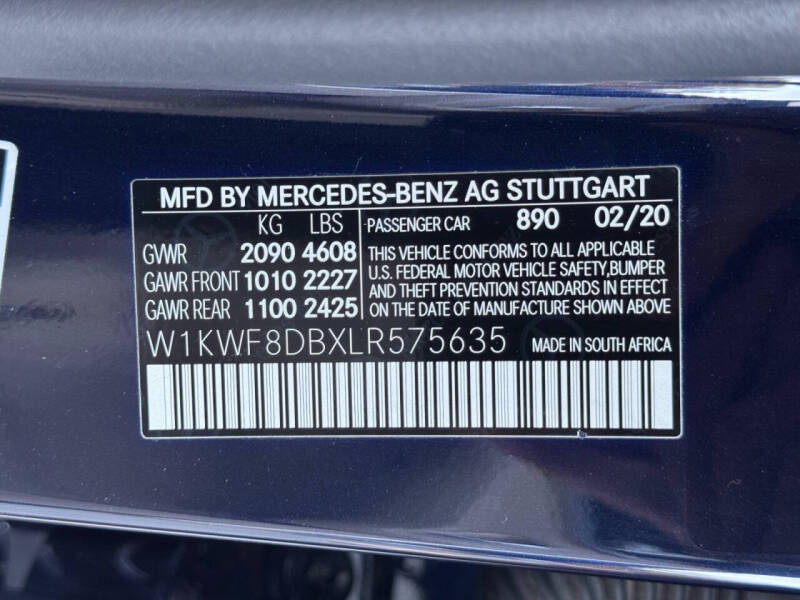 MFD BY MERCEDES-BENZ AG STUTTGART
KG LBS
GVWR 2090 4608
GAWR FRONT 1010 2227
GAWR REAR 1100 2425
PASSENGER CAR 890 02/20
THIS VEHICLE CONFORMS TO ALL APPLICABLE
U.S. FEDERAL MOTOR VEHICLE SAFETY,BUMPER
AND THEFT PREVENTION STANDARDS IN EFFECT
ON THE DATE OF MANUFACTURE SHOWN ABOVE
W1KWF8DBXLR575635 MADE IN SOUTH AFRICA